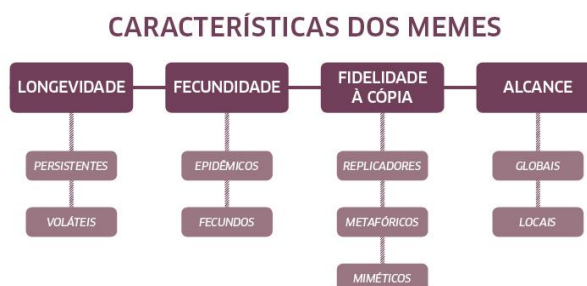 CARACTERÍSTICAS DOS MEMES
LONGEVIDADE
FECUNDIDADE
FIDELIDADE
À CÓPIA
ALCANCE
PERSISTENTES
EPIDÊMICOS
REPLICADORES
GLOBAIS
VOLÁTEIS
FECUNDOS
METAFÓRICOS
LOCAIS
MIMÉTICOS